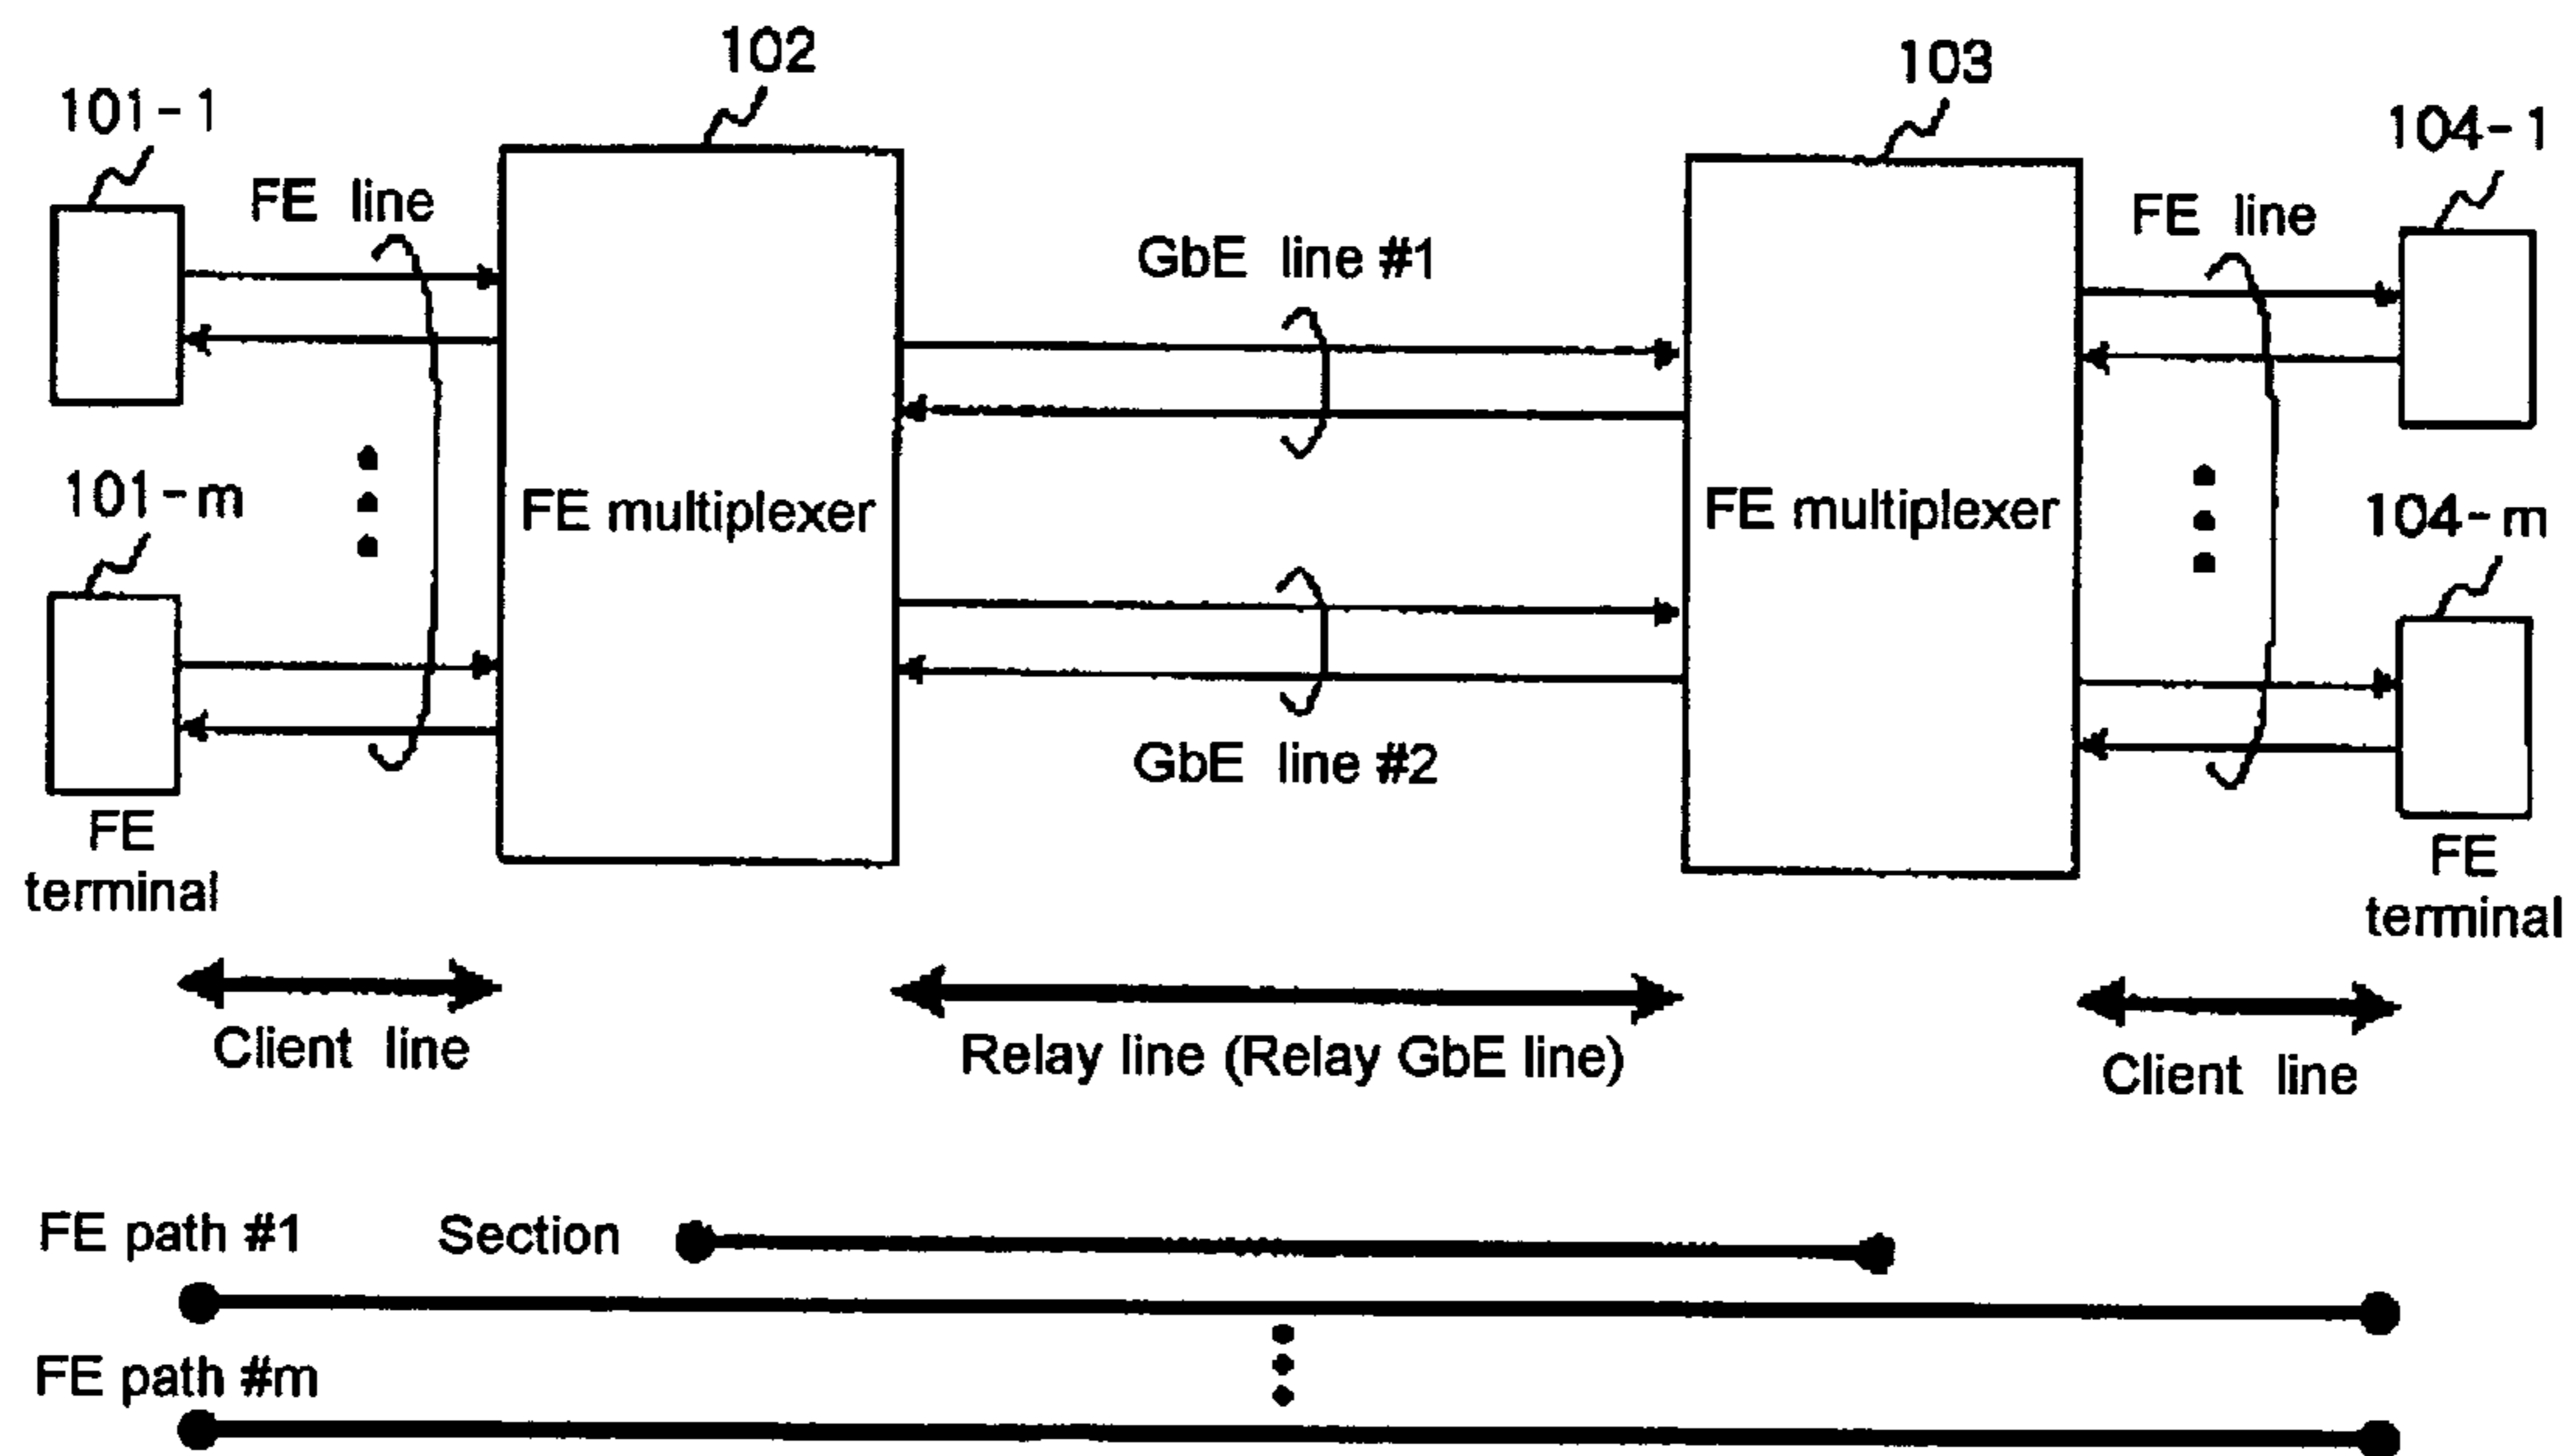 102
103
101-1
104-1
FE line
FE line
GbE line #1
101-m
104-m
FE multiplexer
FE multiplexer
GbE line #2
FE
terminal
FE
terminal
Client line
Relay line (Relay GbE line)
Client line
FE path #1
Section
FE path #m